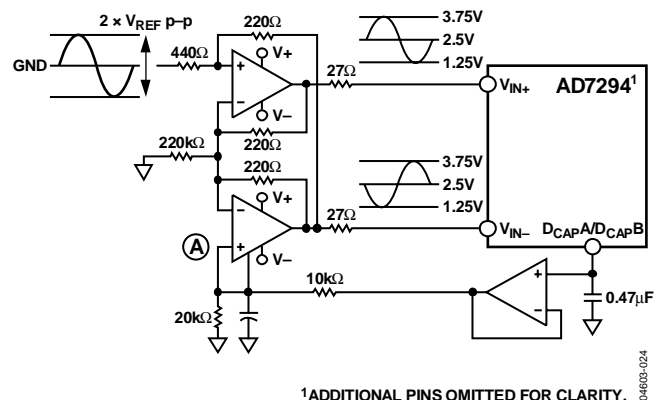 2 × VREF p–p
GND
440Ω
220Ω
V+
V–
27Ω
3.75V
2.5V
1.25V
VIN+
AD7294¹
220kΩ
220Ω
220Ω
V+
V–
A
27Ω
3.75V
2.5V
1.25V
VIN–
DCAPA/DCAPB
10kΩ
20kΩ
0.47μF
+
–
–
+
+
–
¹ADDITIONAL PINS OMITTED FOR CLARITY.
04603-024